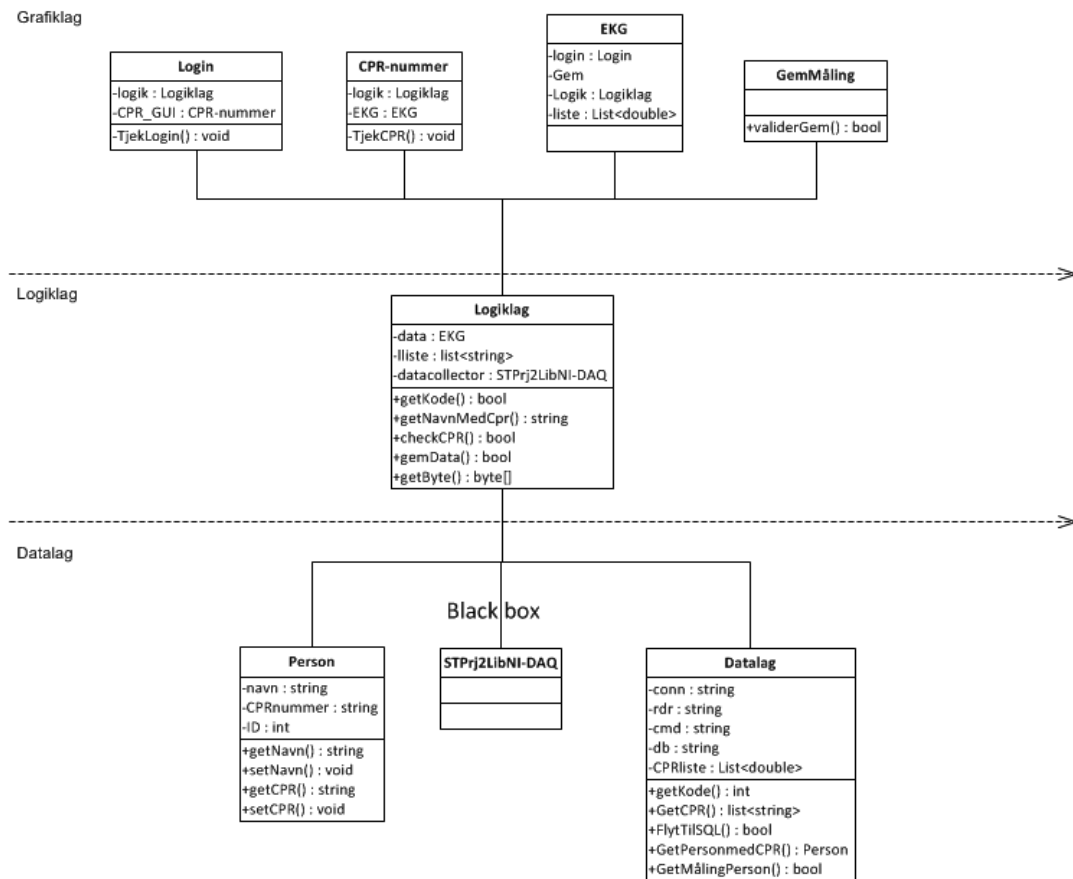 Grafiklag
Login
-logik : Logiklag
-CPR_GUI : CPR-nummer
-TjekLogin() : void
CPR-nummer
-logik : Logiklag
-EKG : EKG
-TjekCPR() : void
EKG
-login : Login
-Gem
-Logik : Logiklag
-liste : List<double>
GemMåling
+validerGem() : bool
Logiklag
Logiklag
-data : EKG
-lliste : list<string>
-datacollector : STPrj2LibNI-DAQ
+getKode() : bool
+getNavnMedCpr() : string
+checkCPR() : bool
+gemData() : bool
+getByte() : byte[]
Datalag
Black box
Person
-navn : string
-CPRnummer : string
-ID : int
+getNavn() : string
+setNavn() : void
+getCPR() : string
+setCPR() : void
STPrj2LibNI-DAQ
Datalag
-conn : string
-rdr : string
-cmd : string
-db : string
-CPRliste : List<double>
+getKode() : int
+GetCPR() : list<string>
+FlytTilSQL() : bool
+GetPersonmedCPR() : Person
+GetMålingPerson() : bool